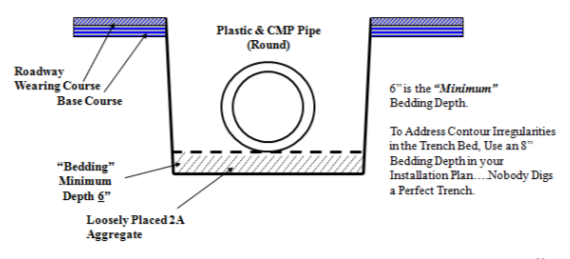 Plastic & CMP Pipe
(Round)
Roadway
Wearing Course
Base Course
6” is the “Minimum”
Bedding Depth.
To Address Contour Irregularities
in the Trench Bed, Use an 8”
Bedding Depth in your
Installation Plan….Nobody Digs
a Perfect Trench.
“Bedding”
Minimum
Depth 6”
Loosely Placed 2A
Aggregate